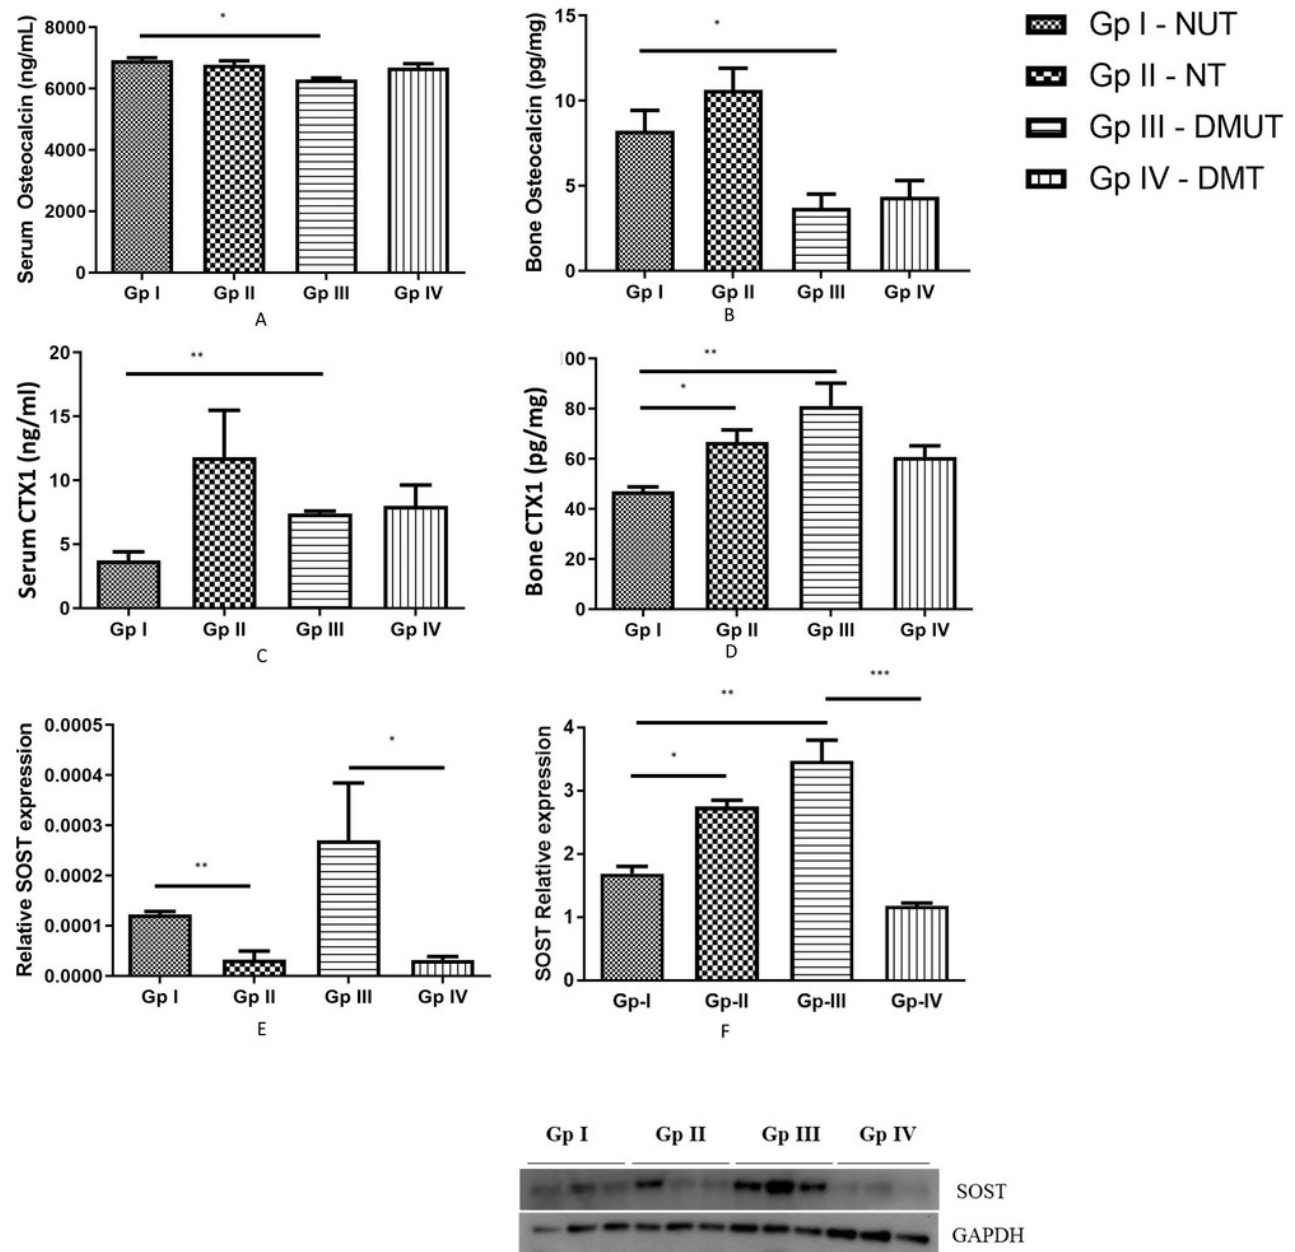 Gp I - NUT
Gp II - NT
Gp III - DMUT
Gp IV - DMT
Serum Osteocalcin (ng/mL)
8000
6000
4000
2000
0
*
Gp I Gp II Gp III Gp IV
A
Bone Osteocalcin (pg/mg)
15
10
5
0
*
Gp I Gp II Gp III Gp IV
B
Serum CTX1 (ng/ml)
20
15
10
5
0
**
Gp I Gp II Gp III Gp IV
C
Bone CTX1 (pg/mg)
00
80
60
40
20
0
**
*
Gp I Gp II Gp III Gp IV
D
Relative SOST expression
0.0005
0.0004
0.0003
0.0002
0.0001
0.0000
*
**
Gp I Gp II Gp III Gp IV
E
SOST Relative expression
4
3
2
1
0
***
**
*
Gp-I Gp-II Gp-III Gp-IV
F
Gp I Gp II Gp III Gp IV
SOST
GAPDH